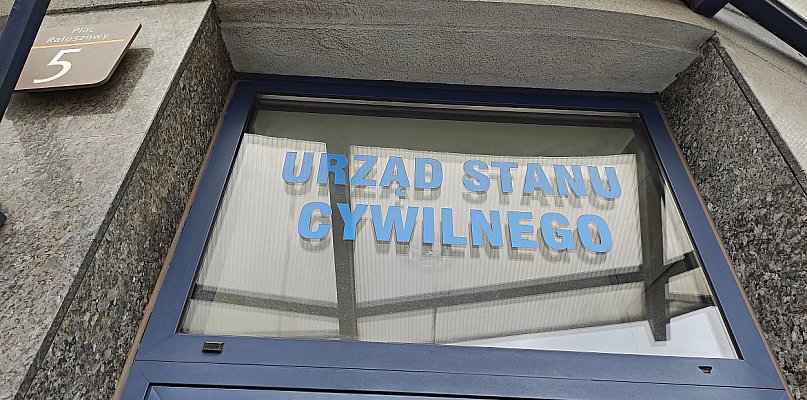 Plac
Ratuszowy
5
URZĄD STANU
CYWILNEGO